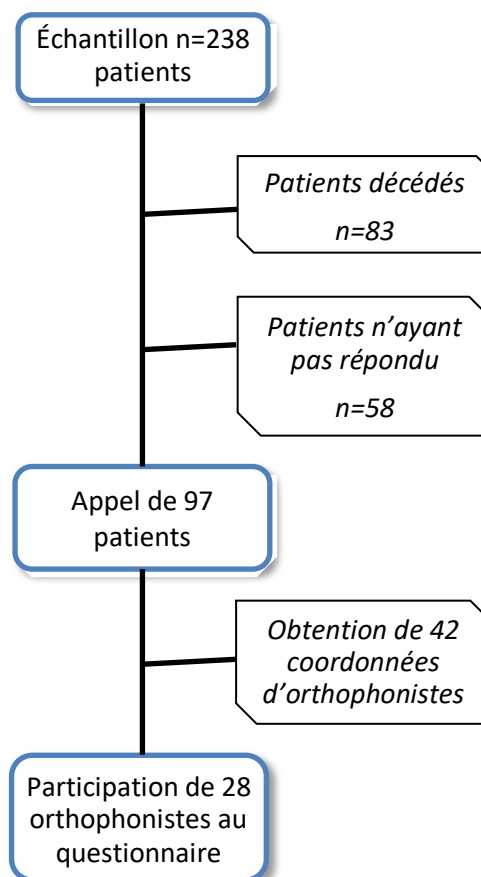 Échantillon n=238
patients
Patients décédés
n=83
Patients n’ayant
pas répondu
n=58
Appel de 97
patients
Obtention de 42
coordonnées
d’orthophonistes
Participation de 28
orthophonistes au
questionnaire